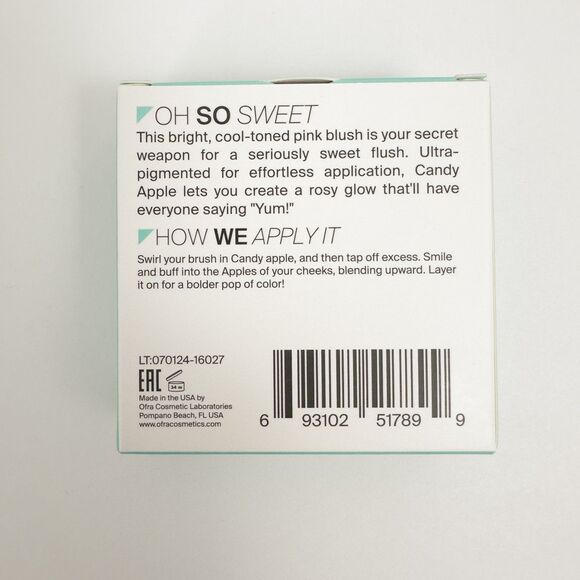 OH SO SWEET
This bright, cool-toned pink blush is your secret
weapon for a seriously sweet flush. Ultra-
pigmented for effortless application, Candy
Apple lets you create a rosy glow that'll have
everyone saying "Yum!"
HOW WE APPLY IT
Swirl your brush in Candy apple, and then tap off excess. Smile
and buff into the Apples of your cheeks, blending upward. Layer
it on for a bolder pop of color!
LT:070124-16027
EAC 24 M
Made in the USA by
Ofra Cosmetic Laboratories
Pompano Beach, FL USA
www.ofracosmetics.com
6 93102 51789 9